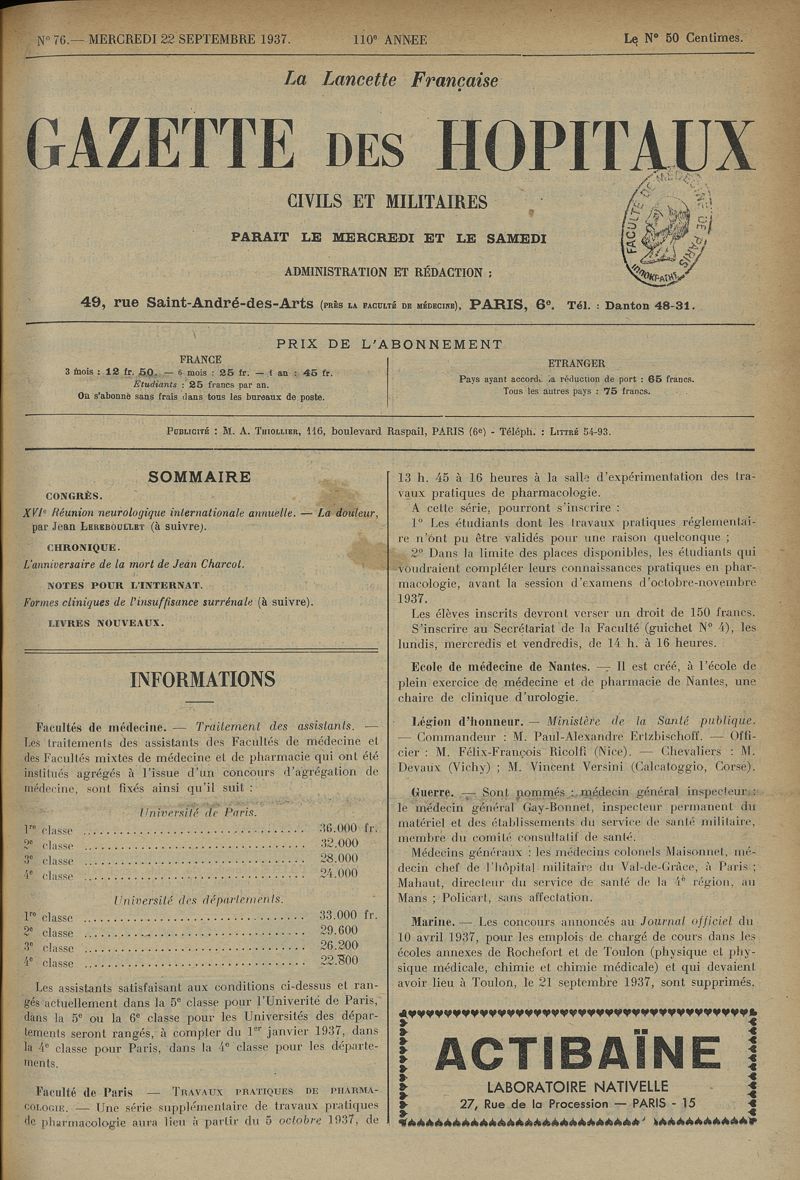 N° 76. — MERCREDI 22 SEPTEMBRE 1937.
110e ANNÉE
Le N° 50 Centimes.
La Lancette Française
GAZETTE DES HOPITAUX
CIVILS ET MILITAIRES
FACULTÉ DE MÉDECINE DE PARIS
PARAIT LE MERCREDI ET LE SAMEDI
ADMINISTRATION ET RÉDACTION :
49, rue Saint-André-des-Arts (PRÈS LA FACULTÉ DE MÉDECINE), PARIS, 6e. Tél. : Danton 48-31.
PRIX DE L'ABONNEMENT
FRANCE
3 mois : 12 fr. 50. — 6 mois : 25 fr. — 1 an : 45 fr.
Etudiants : 25 francs par an.
On s'abonne sans frais dans tous les bureaux de poste.
ETRANGER
Pays ayant accordé la réduction de port : 65 francs.
Tous les autres pays : 75 francs.
PUBLICITÉ : M. A. THIOLLIER, 116, boulevard Raspail, PARIS (6e) - Téléph. : LITTRÉ 54-93.
SOMMAIRE
CONGRÈS.
XVIe Réunion neurologique internationale annuelle. — La douleur,
par Jean LEREBOULLET (à suivre).
CHRONIQUE.
L'anniversaire de la mort de Jean Charcot.
NOTES POUR L'INTERNAT.
Formes cliniques de l'insuffisance surrénale (à suivre).
LIVRES NOUVEAUX.
INFORMATIONS
Facultés de médecine. — Traitement des assistants. —
Les traitements des assistants des Facultés de médecine et
des Facultés mixtes de médecine et de pharmacie qui ont été
institués agrégés à l'issue d'un concours d'agrégation de
médecine, sont fixés ainsi qu'il suit :
Université de Paris.
1re classe ........ 36.000 fr.
2e classe ........ 32.000
3e classe ........ 28.000
4e classe ........ 24.000
Université des départements.
1re classe ........ 33.000 fr.
2e classe ........ 29.600
3e classe ........ 26.200
4e classe ........ 22.800
Les assistants satisfaisant aux conditions ci-dessus et ran-
gés actuellement dans la 5e classe pour l'Univerité de Paris,
dans la 5e ou la 6e classe pour les Universités des dépar-
tements seront rangés, à compter du 1er janvier 1937, dans
la 4e classe pour Paris, dans la 4e classe pour les départe-
ments.
Faculté de Paris — TRAVAUX PRATIQUES DE PHARMA-
COLOGIE. — Une série supplémentaire de travaux pratiques
de pharmacologie aura lieu à partir du 5 octobre 1937, de
13 h. 45 à 16 heures à la salle d'expérimentation des tra-
vaux pratiques de pharmacologie.
A cette série, pourront s'inscrire :
1° Les étudiants dont les travaux pratiques réglementai-
re n'ônt pu être validés pour une raison quelconque ;
2° Dans la limite des places disponibles, les étudiants qui
voudraient compléter leurs connaissances pratiques en phar-
macologie, avant la session d'examens d'octobre-novembre
1937.
Les élèves inscrits devront verser un droit de 150 francs.
S'inscrire au Secrétariat de la Faculté (guichet N° 4), les
lundis, mercredis et vendredis, de 14 h. à 16 heures.
Ecole de médecine de Nantes. — Il est créé, à l'école de
plein exercice de médecine et de pharmacie de Nantes, une
chaire de clinique d'urologie.
Légion d'honneur. — Ministère de la Santé publique.
— Commandeur : M. Paul-Alexandre Ertzbischoff. — Offi-
cier : M. Félix-François Ricolfi (Nice). — Chevaliers : M.
Devaux (Vichy) ; M. Vincent Versini (Calcatoggio, Corse).
Guerre. — Sont pommés : médecin général inspecteur :
le médecin général Gay-Bonnet, inspecteur permanent du
matériel et des établissements du service de santé militaire,
membre du comité consultatif de santé.
Médecins généraux : les médecins colonels Maisonnet, mé-
decin chef de l'hôpital militaire du Val-de-Grâce, à Paris ;
Mahaut, directeur du service de santé de la 4e région, au
Mans ; Policart, sans affectation.
Marine. — Les concours annoncés au Journal officiel du
10 avril 1937, pour les emplois de chargé de cours dans les
écoles annexes de Rochefort et de Toulon (physique et phy-
sique médicale, chimie et chimie médicale) et qui devaient
avoir lieu à Toulon, le 21 septembre 1937, sont supprimés.
ACTIBAÏNE
LABORATOIRE NATIVELLE
27, Rue de la Procession — PARIS - 15